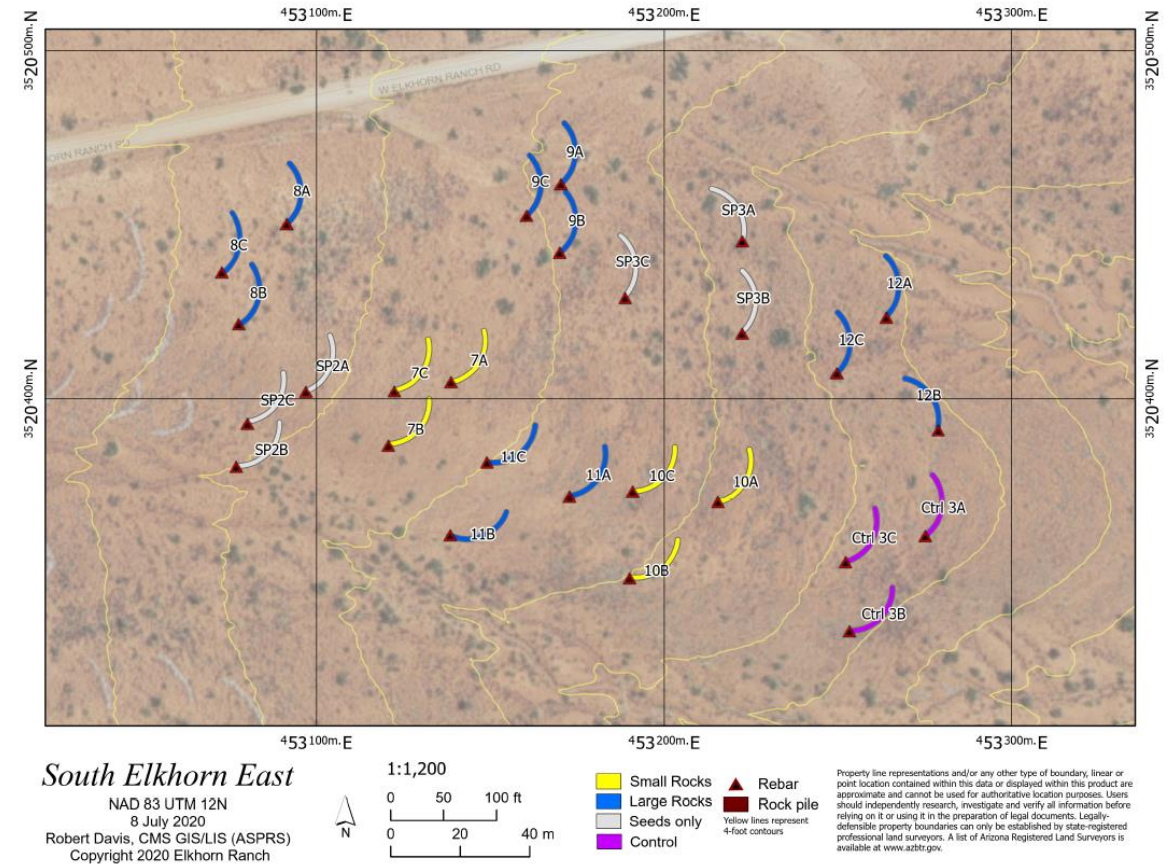 453100m. E 453200m. E 453300m. E
3520500m. N 3520500m. N
W ELKHORN RANCH RD
ORN RANCH RD
9A
8A 9C
SP3A
9B
8C
SP3C
12A
8B SP3B
12C
SP2A 7C 7A
12B
SP2C
3520400m. N 3520400m. N
7B
SP2B 11C
11A 10C 10A
Ctrl 3A
11B Ctrl 3C
10B
Ctrl 3B
453100m. E 453200m. E 453300m. E
South Elkhorn East
NAD 83 UTM 12N
8 July 2020
Robert Davis, CMS GIS/LIS (ASPRS)
Copyright 2020 Elkhorn Ranch
N
1:1,200
0 50 100 ft
0 20 40 m
Small Rocks
Large Rocks
Seeds only
Control
Rebar
Rock pile
Yellow lines represent
4-foot contours
Property line representations and/or any other type of boundary, linear or
point location contained within this data or displayed within this product are
approximate and cannot be used for authoritative location purposes. Users
should independently research, investigate and verify all information before
relying on it or using it in the preparation of legal documents. Legally-
defensible property boundaries can only be established by state-registered
professional land surveyors. A list of Arizona Registered Land Surveyors is
available at www.azbtr.gov.